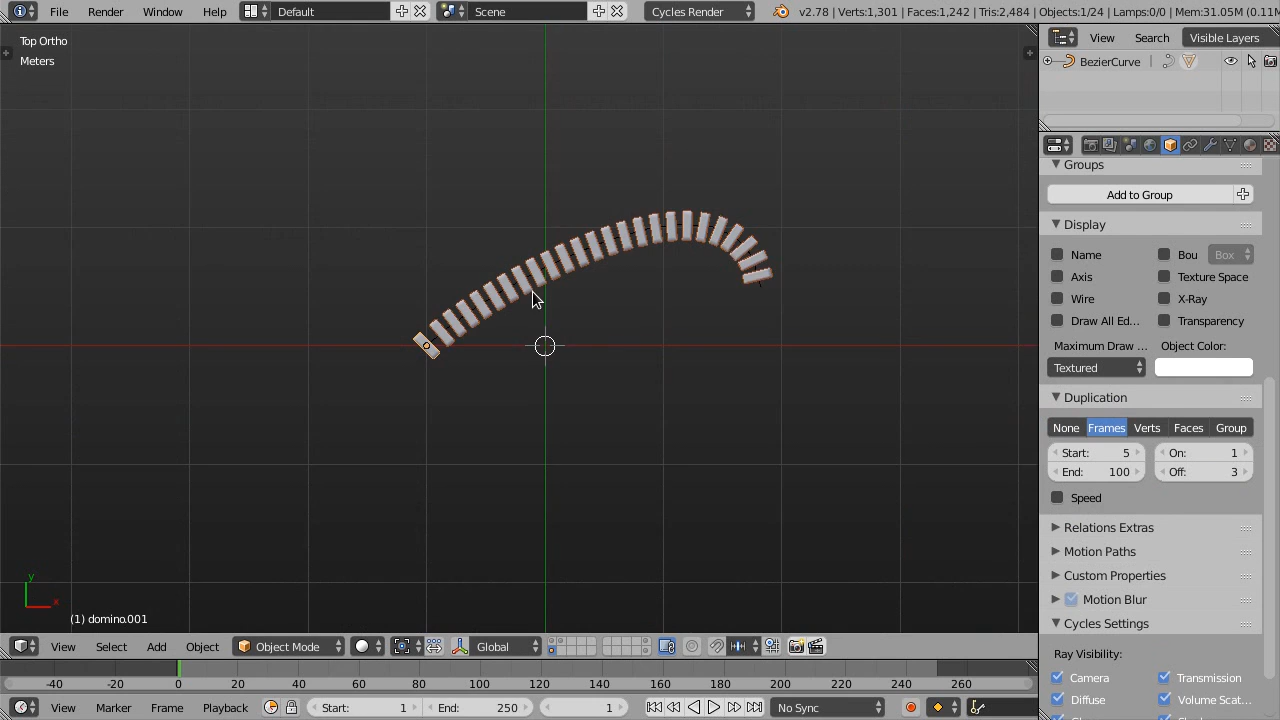 File Render Window Help Default Scene Cycles Render v2.78 | Verts:1,301 | Faces:1,242 | Tris:2,484 | Objects:1/24 | Lamps:0/0 | Mem:31.05M (0.11M
Top Ortho
Meters
View Search Visible Layers
BezierCurve
Groups
Add to Group
Display
Name Bou Box
Axis Texture Space
Wire X-Ray
Draw All Ed... Transparency
Maximum Draw ... Object Color:
Textured
Duplication
None Frames Verts Faces Group
Start: 5 On: 1
End: 100 Off: 3
Speed
Relations Extras
Motion Paths
Custom Properties
Motion Blur
Cycles Settings
Ray Visibility:
Camera Transmission
Diffuse Volume Scat...
y
x
(1) domino.001
View Select Add Object Object Mode Global
-40 -20 0 20 40 60 80 100 120 140 160 180 200 220 240 260
View Marker Frame Playback Start: 1 End: 250 1 No Sync